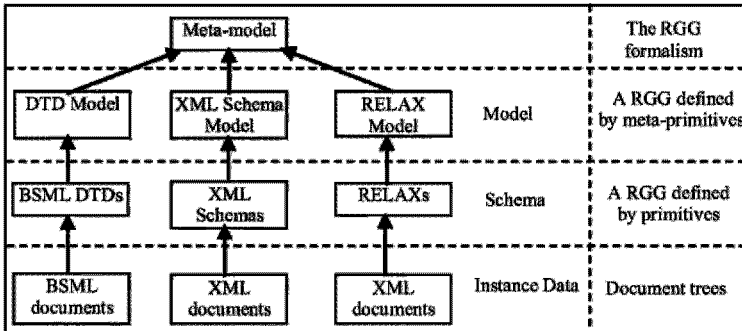 Meta-model
The RGG
formalism
DTD Model
XML Schema
Model
RELAX
Model
Model
A RGG defined
by meta-primitives
BSML DTDs
XML
Schemas
RELAXs
Schema
A RGG defined
by primitives
BSML
documents
XML
documents
XML
documents
Instance Data
Document trees